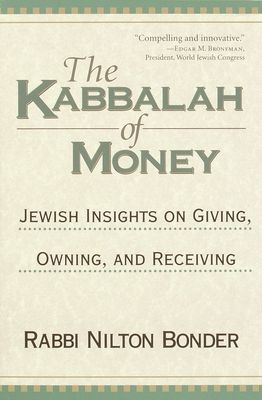 "Compelling and innovative."
—EDGAR M. BRONFMAN,
President, World Jewish Congress
The
KABBALAH
of
MONEY
JEWISH INSIGHTS ON GIVING,
OWNING, AND RECEIVING
RABBI NILTON BONDER